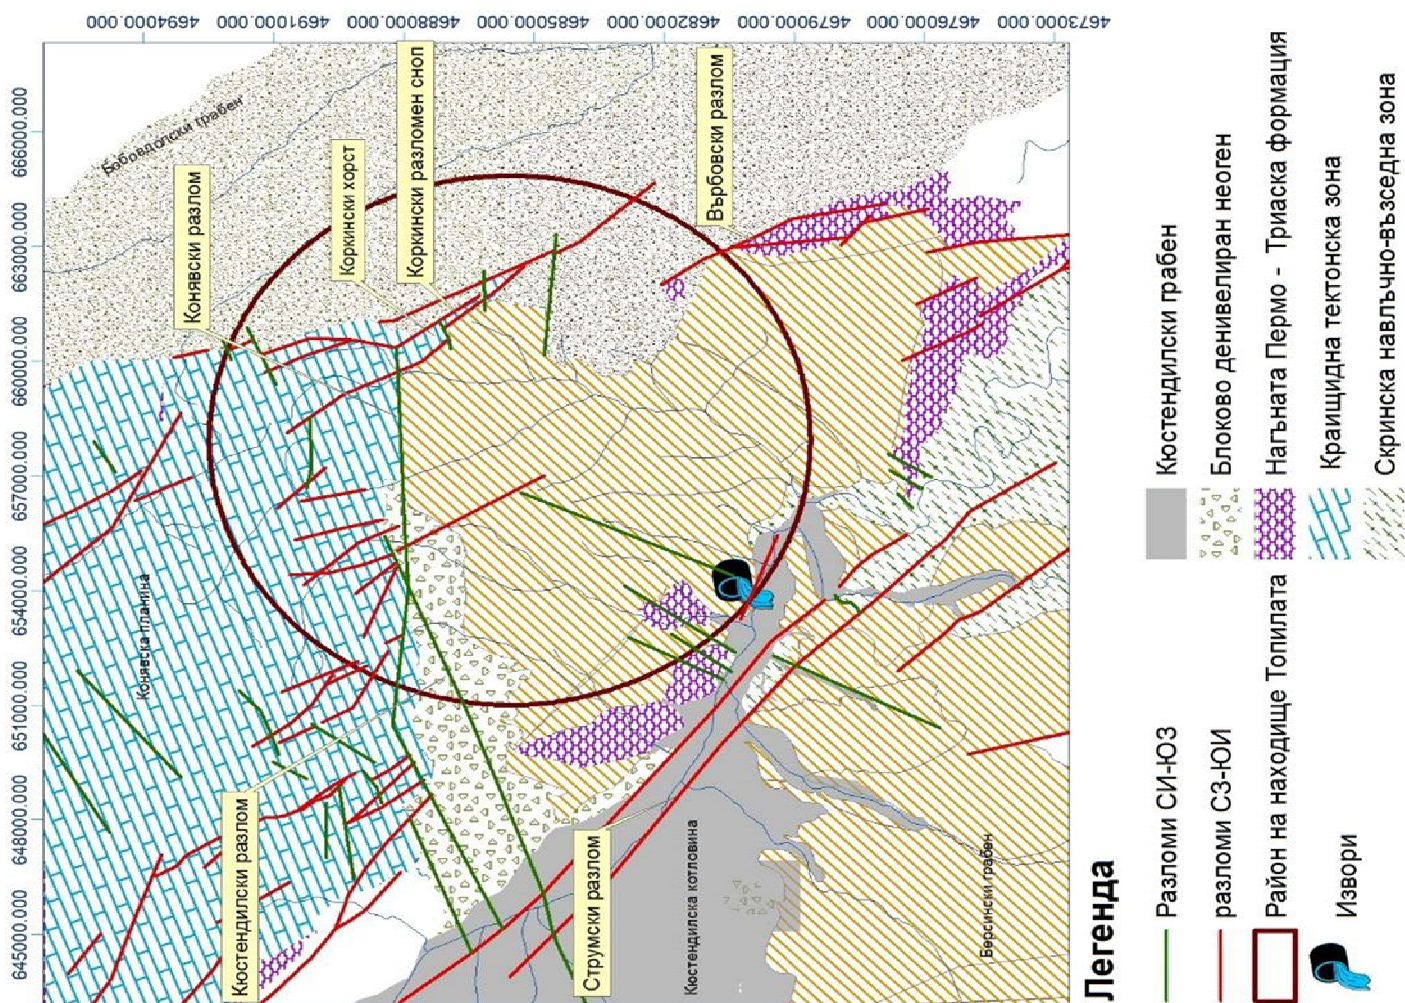 4694000.000
4691000.000
4688000.000
4685000.000
4682000.000
4679000.000
4676000.000
4673000.000
666000.000
663000.000
660000.000
657000.000
654000.000
651000.000
648000.000
645000.000
Бобовдолски грабен
Конявски разлом
Коркински хорст
Коркински разломен сноп
Върбовски разлом
Конявска планина
Кюстендилски разлом
Струмски разлом
Кюстендилска котловина
Берсински грабен
Легенда
Разломи СИ-ЮЗ
разломи СЗ-ЮИ
Район на находище Топилата
Извори
Костендилски грабен
Блоково денивелиран неоген
Нагъната Пермо - Триаска формация
Краищидна тектонска зона
Скринска навлъчно-възседна зона